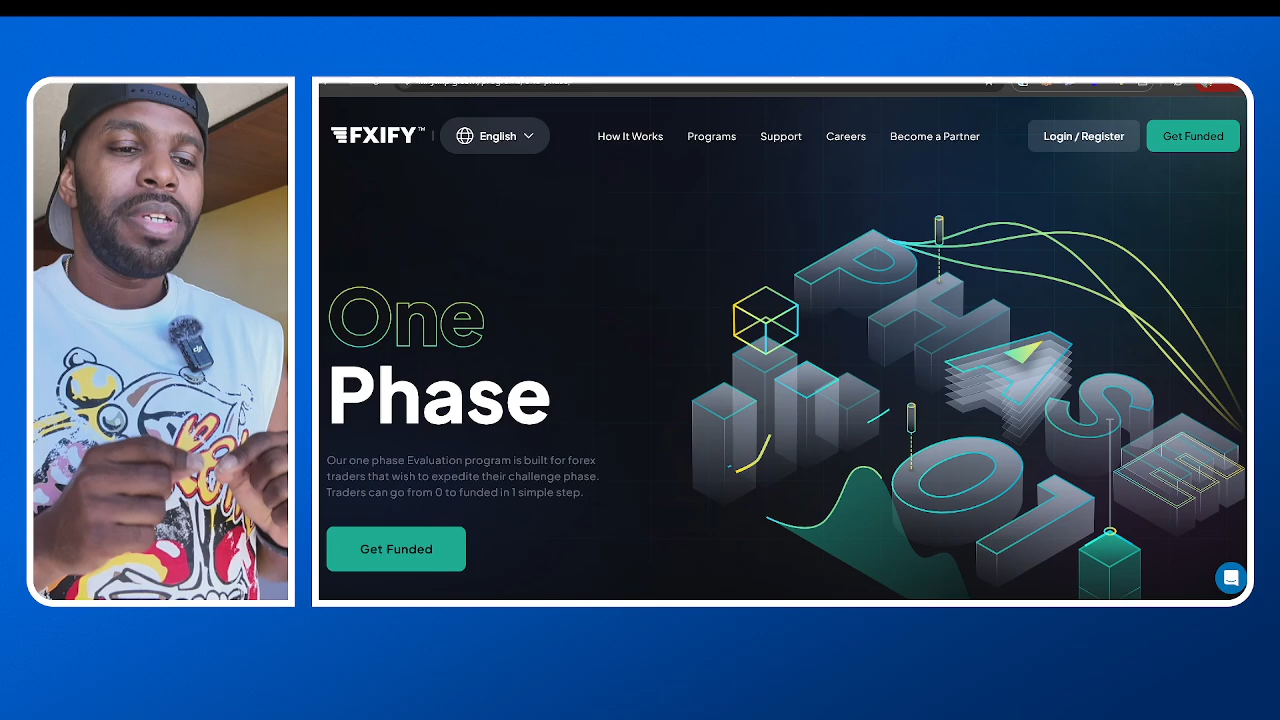 FXIFY™
English
How It Works
Programs
Support
Careers
Become a Partner
Login / Register
Get Funded
One
Phase
Our one phase Evaluation program is built for forex
traders that wish to expedite their challenge phase.
Traders can go from 0 to funded in 1 simple step.
Get Funded
PHASE
01
dji